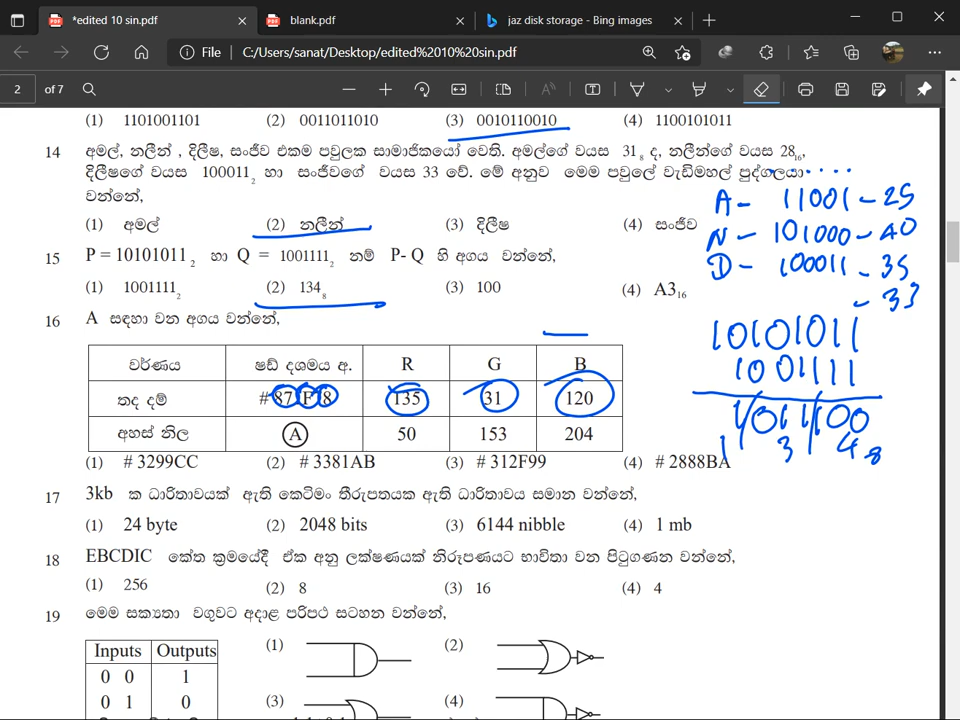 *edited 10 sin.pdf
blank.pdf
jaz disk storage - Bing images
File C:/Users/sanat/Desktop/edited%2010%20sin.pdf
2 of 7
(1) 1101001101 (2) 0011011010 (3) 0010110010 (4) 1100101011
14 අමල්, නලීන් , දිලීෂ, සංජීව එකම පවුලක සාමාජිකයෝ වෙති. අමල්ගේ වයස 31₈ ද, නලීන්ගේ වයස 28₁₆,
දිලීෂගේ වයස 100011₂ හා සංජීවගේ වයස 33 වේ. මේ අනුව මෙම පවුලේ වැඩිමහල් පුද්ගලයා
වන්නේ,
(1) අමල් (2) නලීන් (3) දිලීෂ (4) සංජීව
A - 11001 - 25
N - 101000 - 40
D - 100011 - 35
- 33
15 P = 10101011₂ හා Q = 1001111₂ නම් P- Q හි අගය වන්නේ,
(1) 1001111₂ (2) 134₈ (3) 100 (4) A3₁₆
16 A සඳහා වන අගය වන්නේ,
10101011
1001111
1011100
1 3 4 8
වර්ණය ෂඩ් දශමය අ. R G B
තද දම් # 871F78 135 31 120
අහස් නිල A 50 153 204
(1) # 3299CC (2) # 3381AB (3) # 312F99 (4) # 2888BA
17 3kb ක ධාරිතාවයක් ඇති කෙටිමං තීරුපතයක ඇති ධාරිතාවය සමාන වන්නේ,
(1) 24 byte (2) 2048 bits (3) 6144 nibble (4) 1 mb
18 EBCDIC කේත ක්‍රමයේදී ඒක අනු ලක්ෂණයක් නිරූපණයට භාවිතා වන පිටුගණන වන්නේ,
(1) 256 (2) 8 (3) 16 (4) 4
19 මෙම සත්‍යතා වගුවට අදාළ පරිපථ සටහන වන්නේ,
Inputs Outputs (1) (2)
0 0 1
0 1 0 (3) (4)